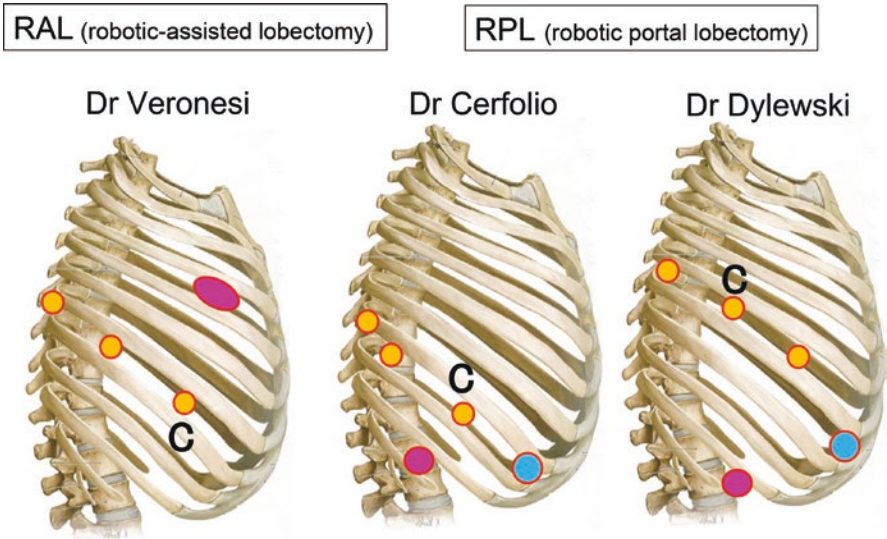 RAL (robotic-assisted lobectomy)
RPL (robotic portal lobectomy)
Dr Veronesi
Dr Cerfolio
Dr Dylewski
C
C
C